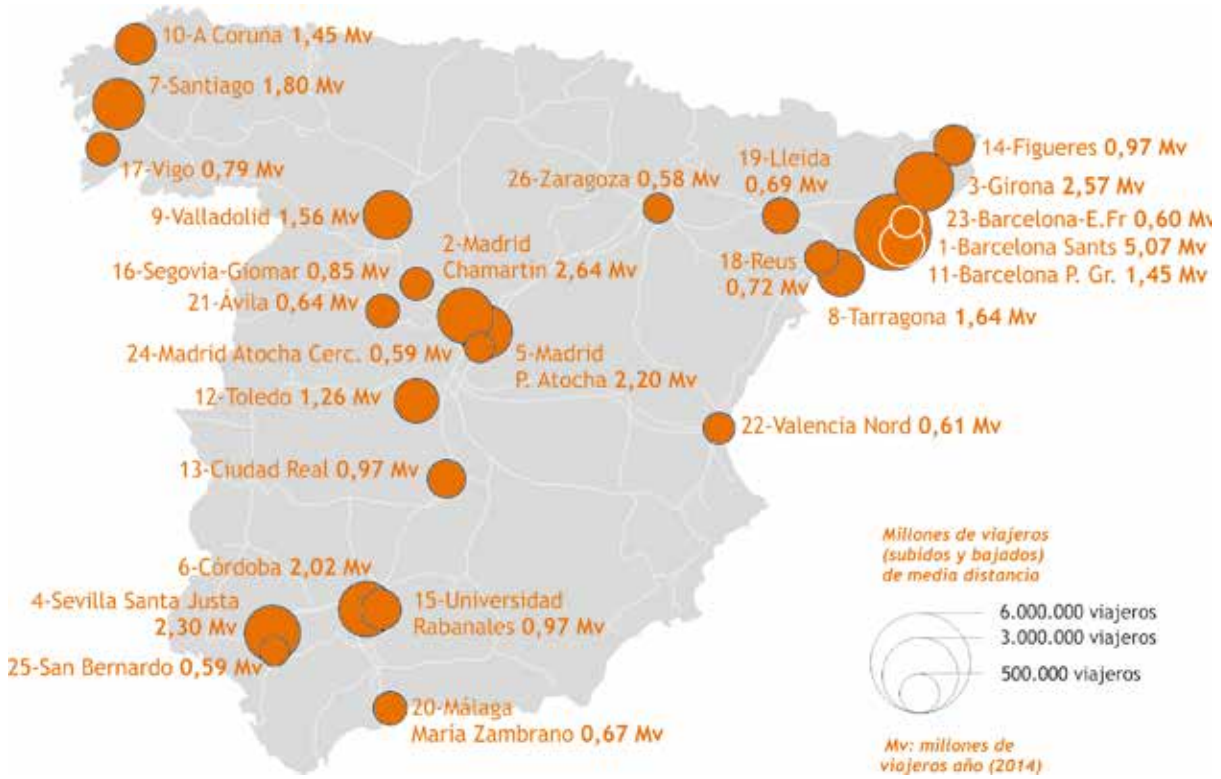 10-A Coruña 1,45 Mv
7-Santiago 1,80 Mv
17-Vigo 0,79 Mv
14-Figueres 0,97 Mv
19-Lleida
0,69 Mv
26-Zaragoza 0,58 Mv
3-Girona 2,57 Mv
9-Valladolid 1,56 Mv
23-Barcelona-E.Fr 0,60 Mv
2-Madrid
Chamartín 2,64 Mv
1-Barcelona Sants 5,07 Mv
16-Segovia-Giomar 0,85 Mv
18-Reus
0,72 Mv
11-Barcelona P. Gr. 1,45 Mv
21-Ávila 0,64 Mv
8-Tarragona 1,64 Mv
24-Madrid Atocha Cerc. 0,59 Mv
5-Madrid
P. Atocha 2,20 Mv
12-Toledo 1,26 Mv
22-Valencia Nord 0,61 Mv
13-Ciudad Real 0,97 Mv
6-Córdoba 2,02 Mv
4-Sevilla Santa Justa
2,30 Mv
15-Universidad
Rabanales 0,97 Mv
25-San Bernardo 0,59 Mv
20-Málaga
María Zambrano 0,67 Mv
Millones de viajeros
(subidos y bajados)
de media distancia
6.000.000 viajeros
3.000.000 viajeros
500.000 viajeros
Mv: millones de
viajeros año (2014)